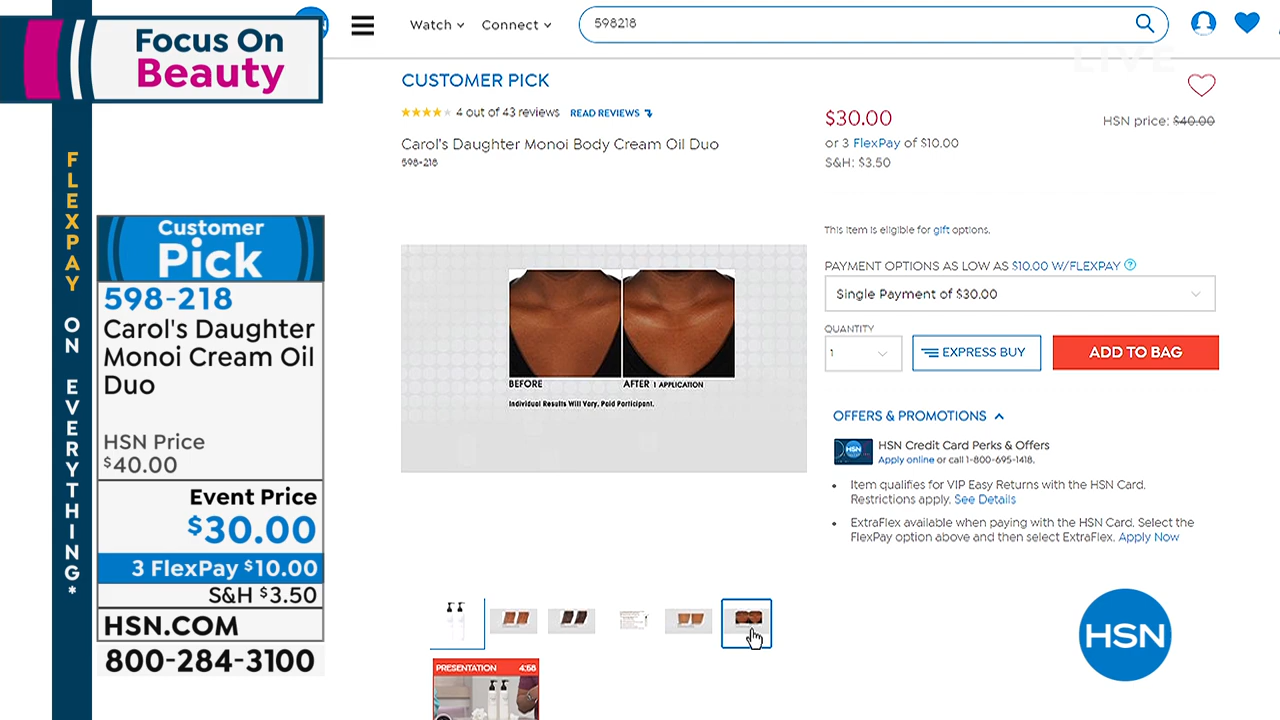 Focus On
Beauty
FLEXPAY ON EVERYTHING*
Customer
Pick
598-218
Carol's Daughter
Monoi Cream Oil
Duo
HSN Price
$40.00
Event Price
$30.00
3 FlexPay $10.00
S&H $3.50
HSN.COM
800-284-3100
Watch
Connect
598218
LIVE
CUSTOMER PICK
4 out of 43 reviews READ REVIEWS
Carol's Daughter Monoi Body Cream Oil Duo
598-218
$30.00
HSN price: $40.00
or 3 FlexPay of $10.00
S&H: $3.50
This item is eligible for gift options.
PAYMENT OPTIONS AS LOW AS $10.00 W/FLEXPAY ?
Single Payment of $30.00
QUANTITY
1
EXPRESS BUY
ADD TO BAG
BEFORE
AFTER 1 APPLICATION
Individual Results Will Vary. Paid Participant.
OFFERS & PROMOTIONS
HSN
HSN Credit Card Perks & Offers
Apply online or call 1-800-695-1418.
• Item qualifies for VIP Easy Returns with the HSN Card.
Restrictions apply. See Details
• ExtraFlex available when paying with the HSN Card. Select the
FlexPay option above and then select ExtraFlex. Apply Now
PRESENTATION 4:58
HSN